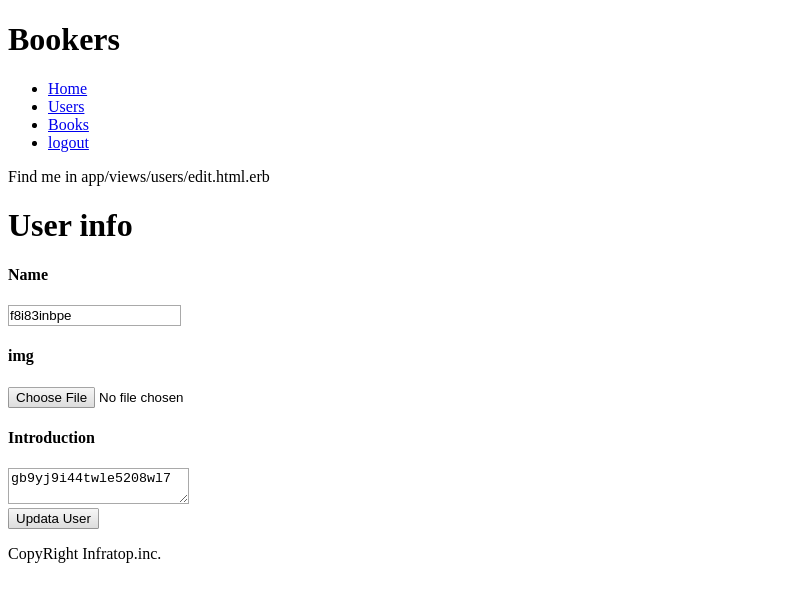 Bookers
Home
Users
Books
logout
Find me in app/views/users/edit.html.erb
User info
Name
f8i83inbpe
img
Choose File No file chosen
Introduction
gb9yj9i44twle5208wl7
Updata User
CopyRight Infratop.inc.